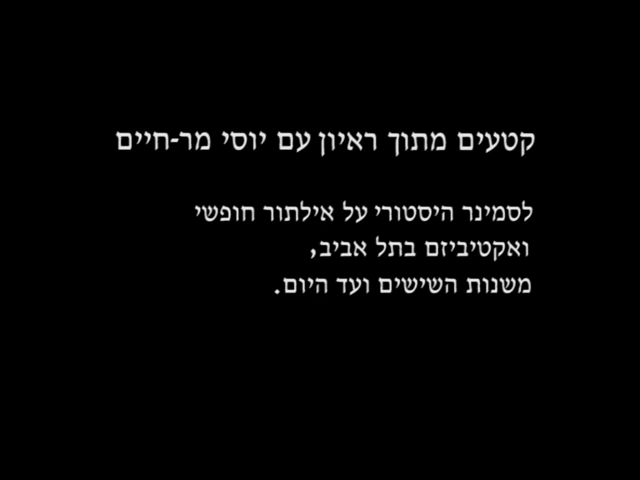 קטעים מתוך ראיון עם יוסי מר-חיים
לסמינר היסטורי על אילתור חופשי
ואקטיביזם בתל אביב,
משנות השישים ועד היום.